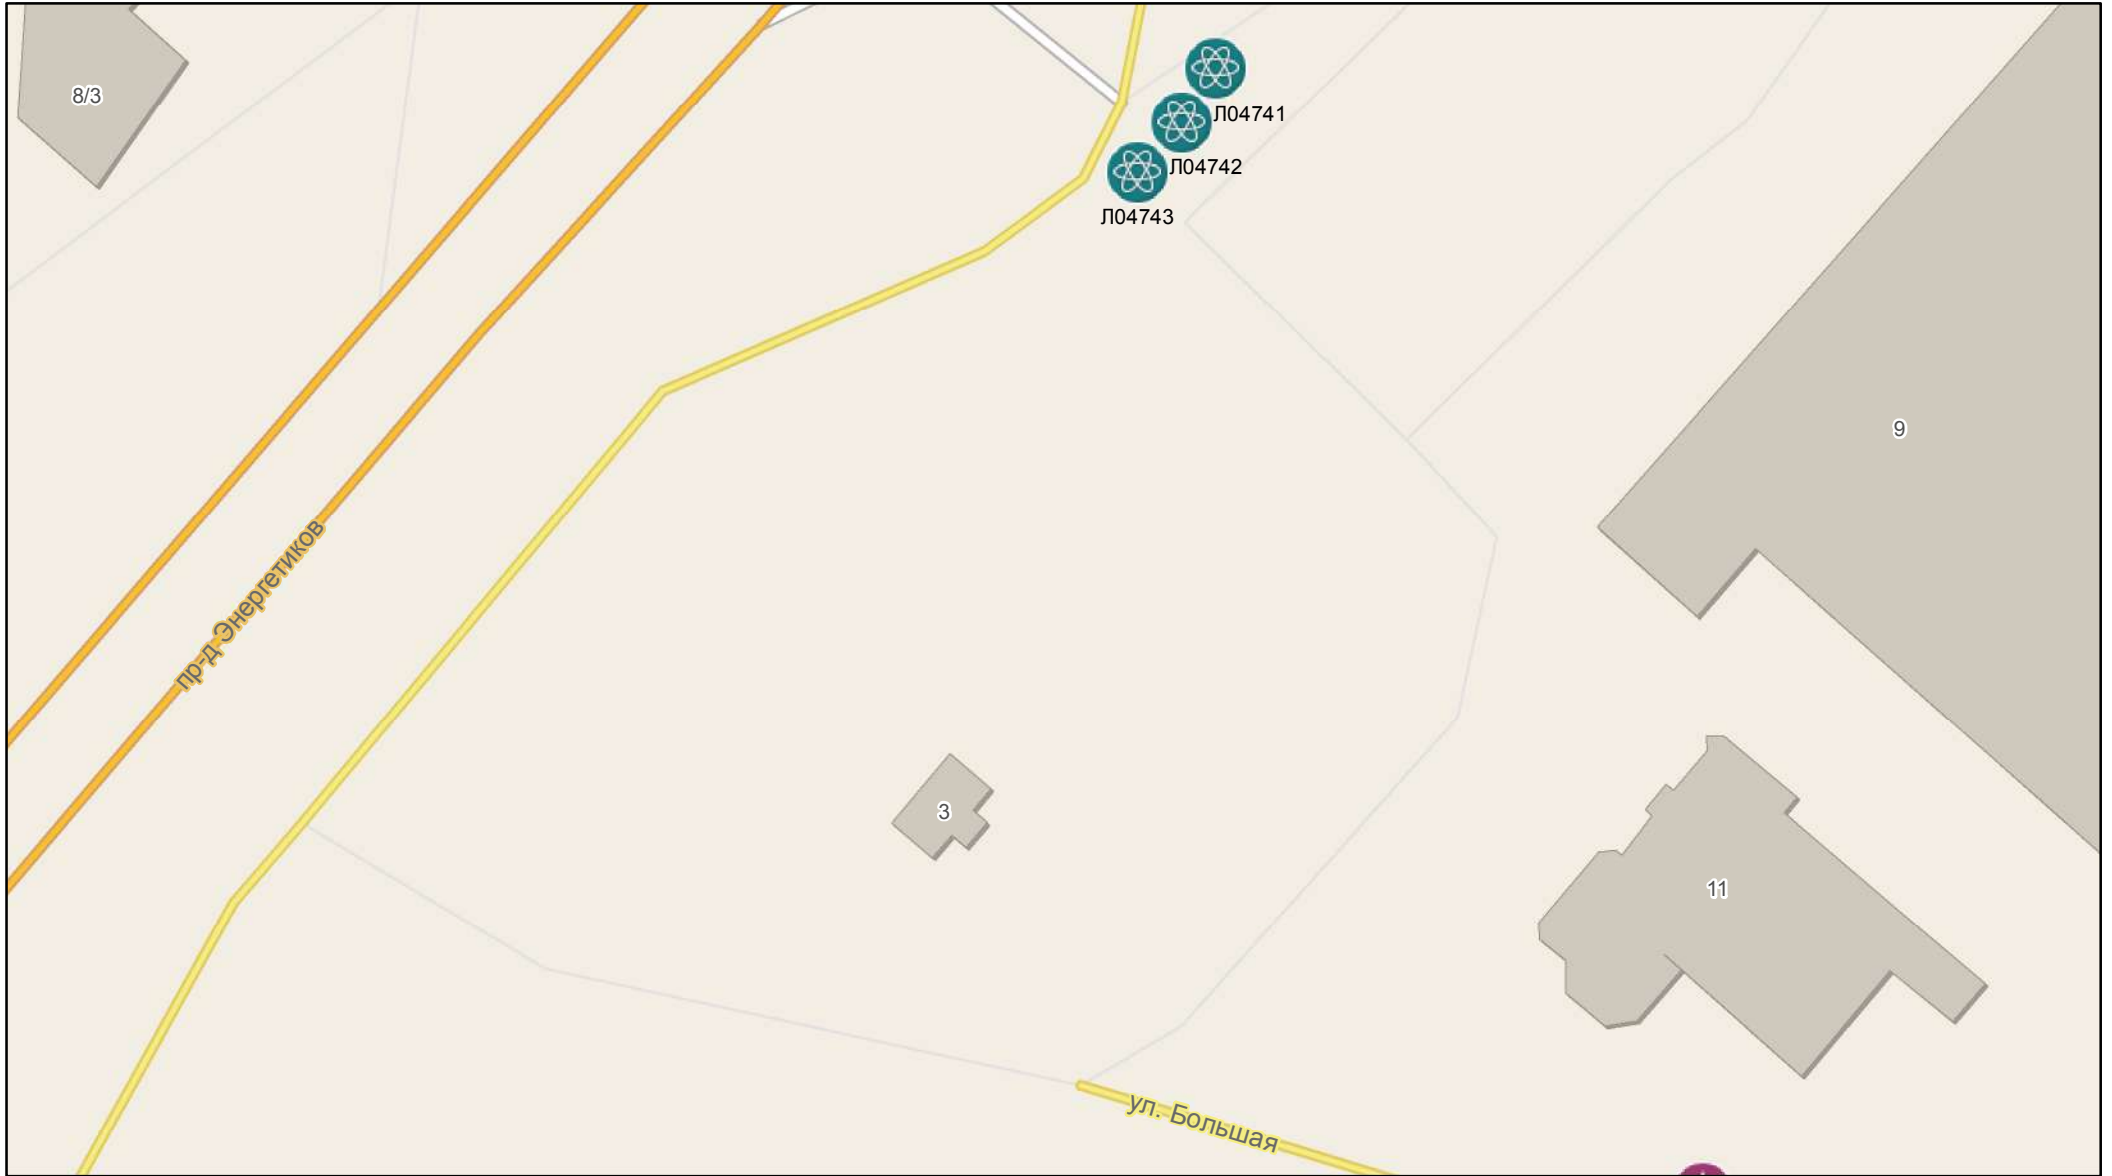 8/3
Л04741
Л04742
Л04743
9
пр-д Энергетиков
3
11
ул. Большая